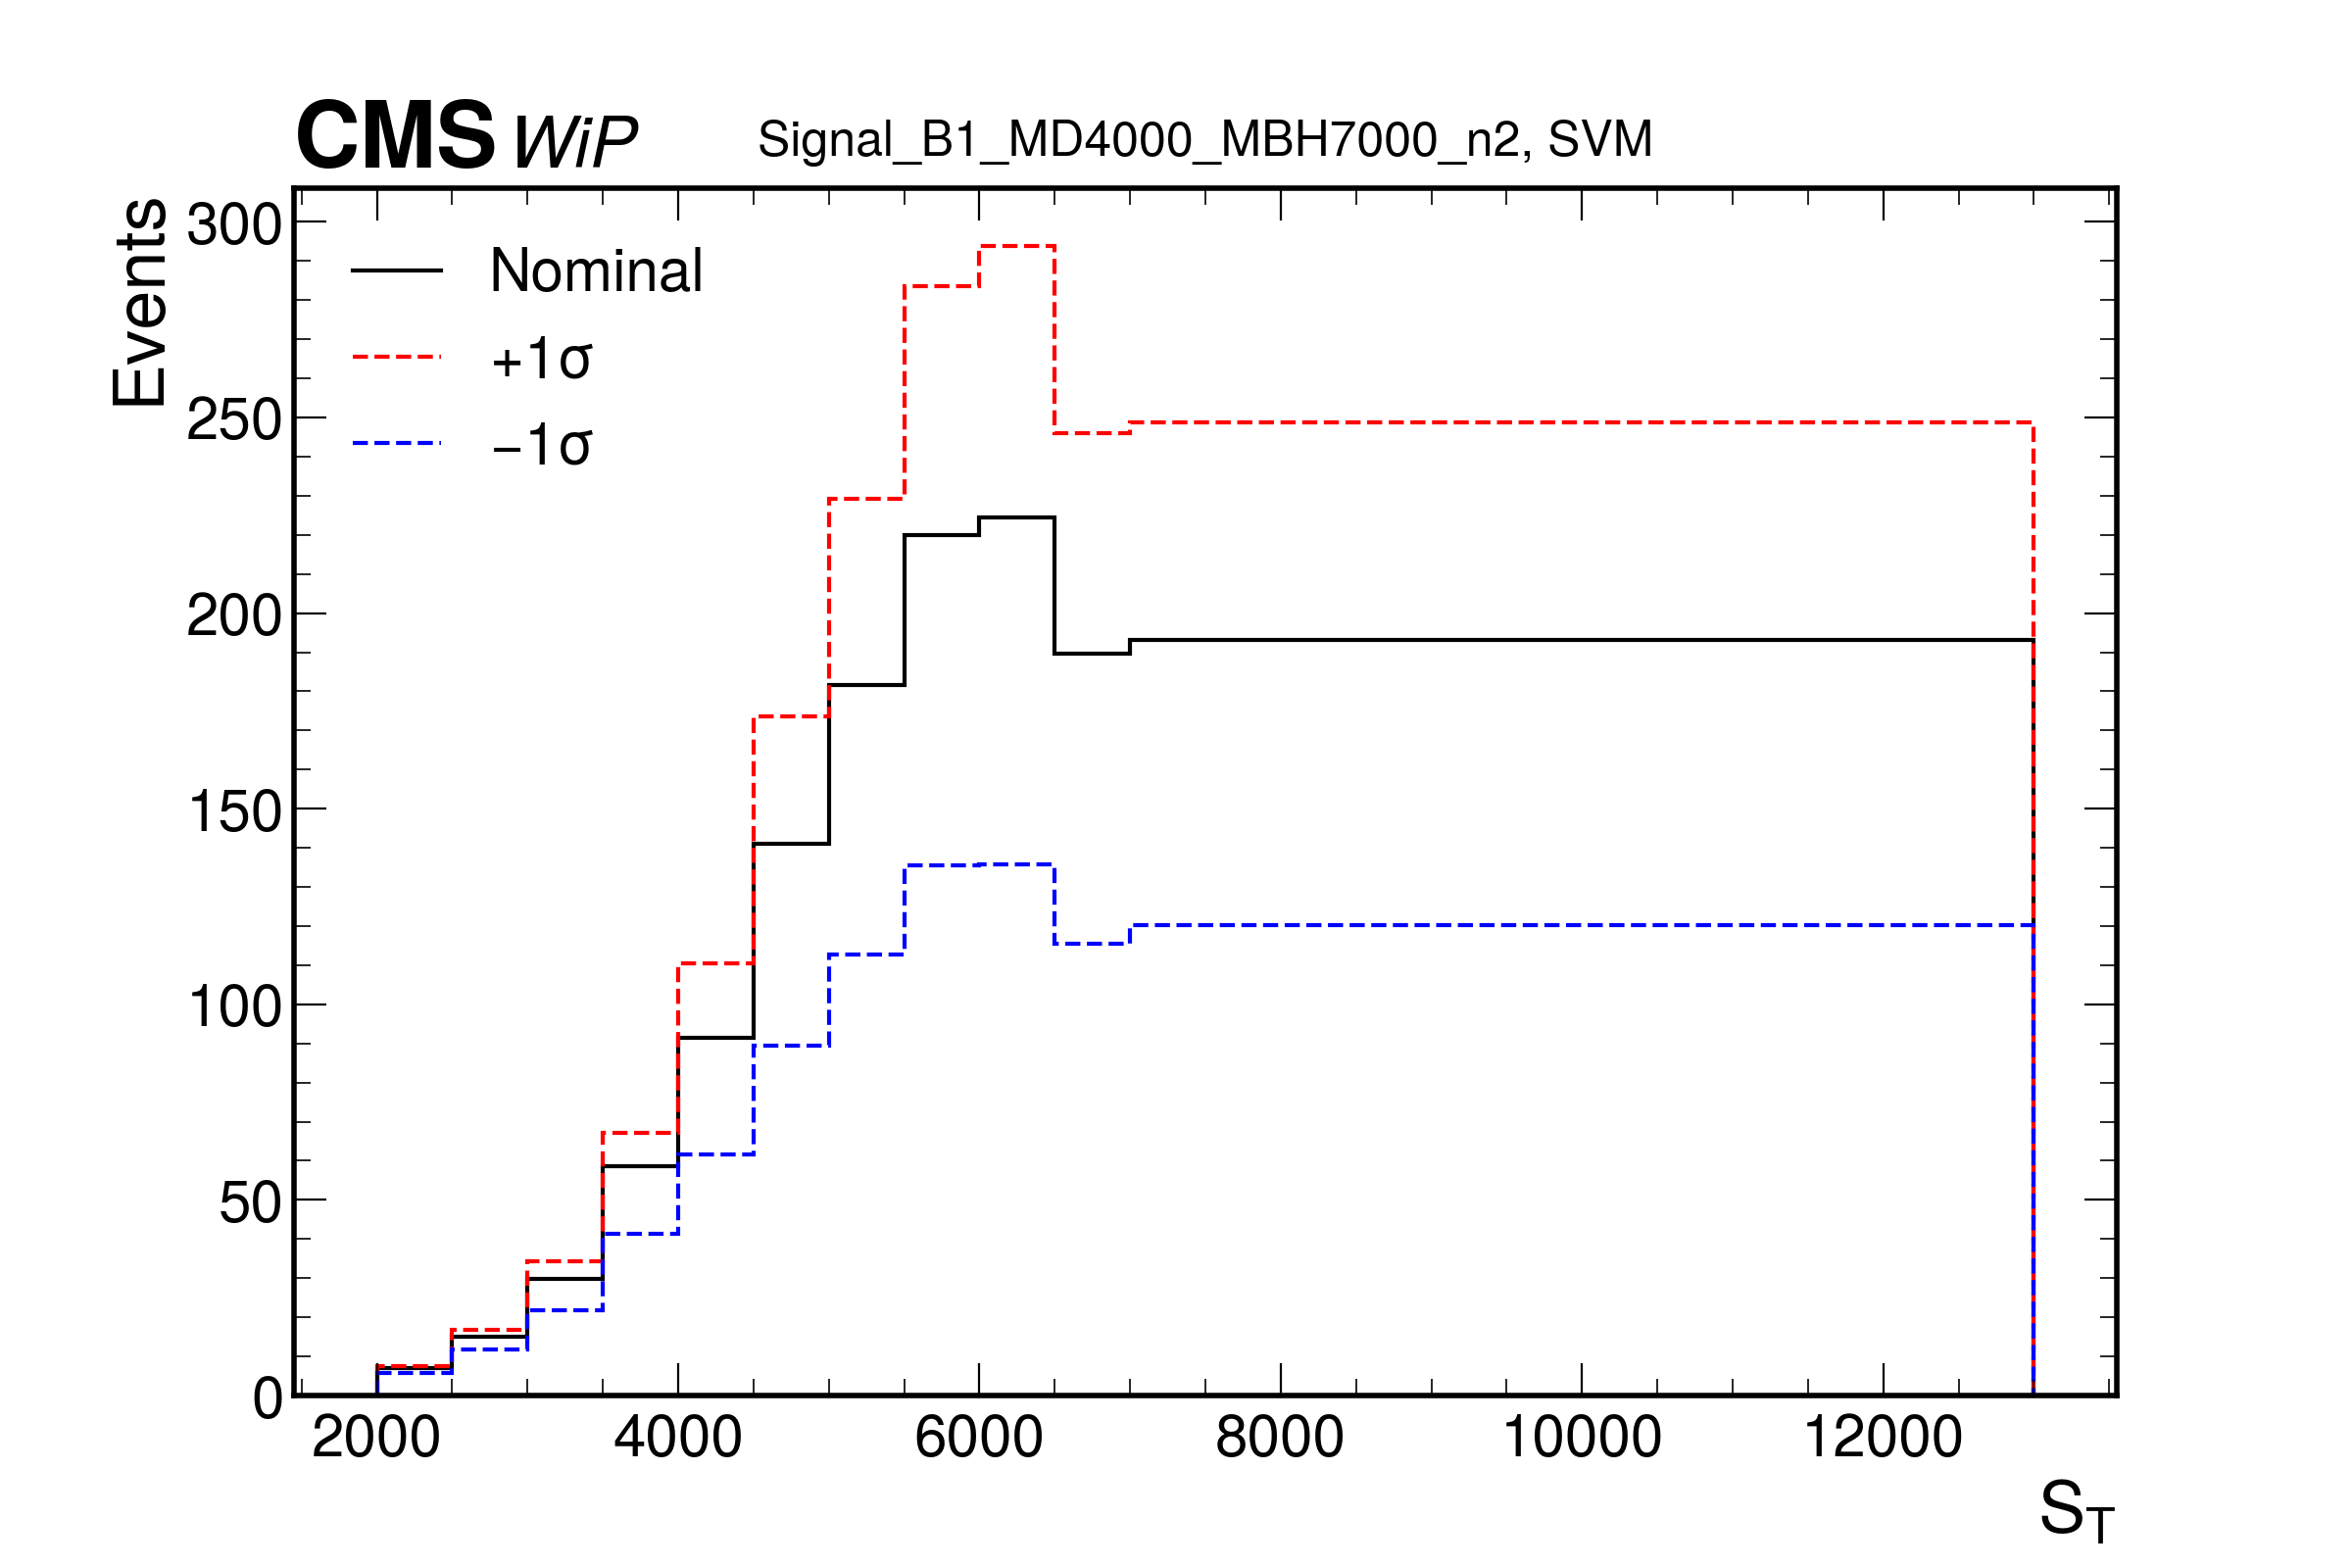 CMS WiP Signal_B1_MD4000_MBH7000_n2, SVM
Events
300
250
200
150
100
50
0
Nominal
+1σ
−1σ
2000 4000 6000 8000 10000 12000
S_T